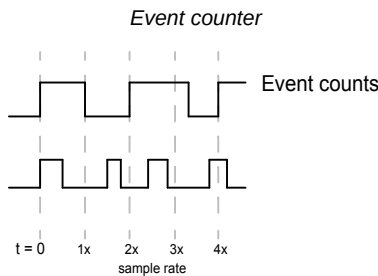 Event counter
Event counts
t = 0 1x 2x 3x 4x
sample rate